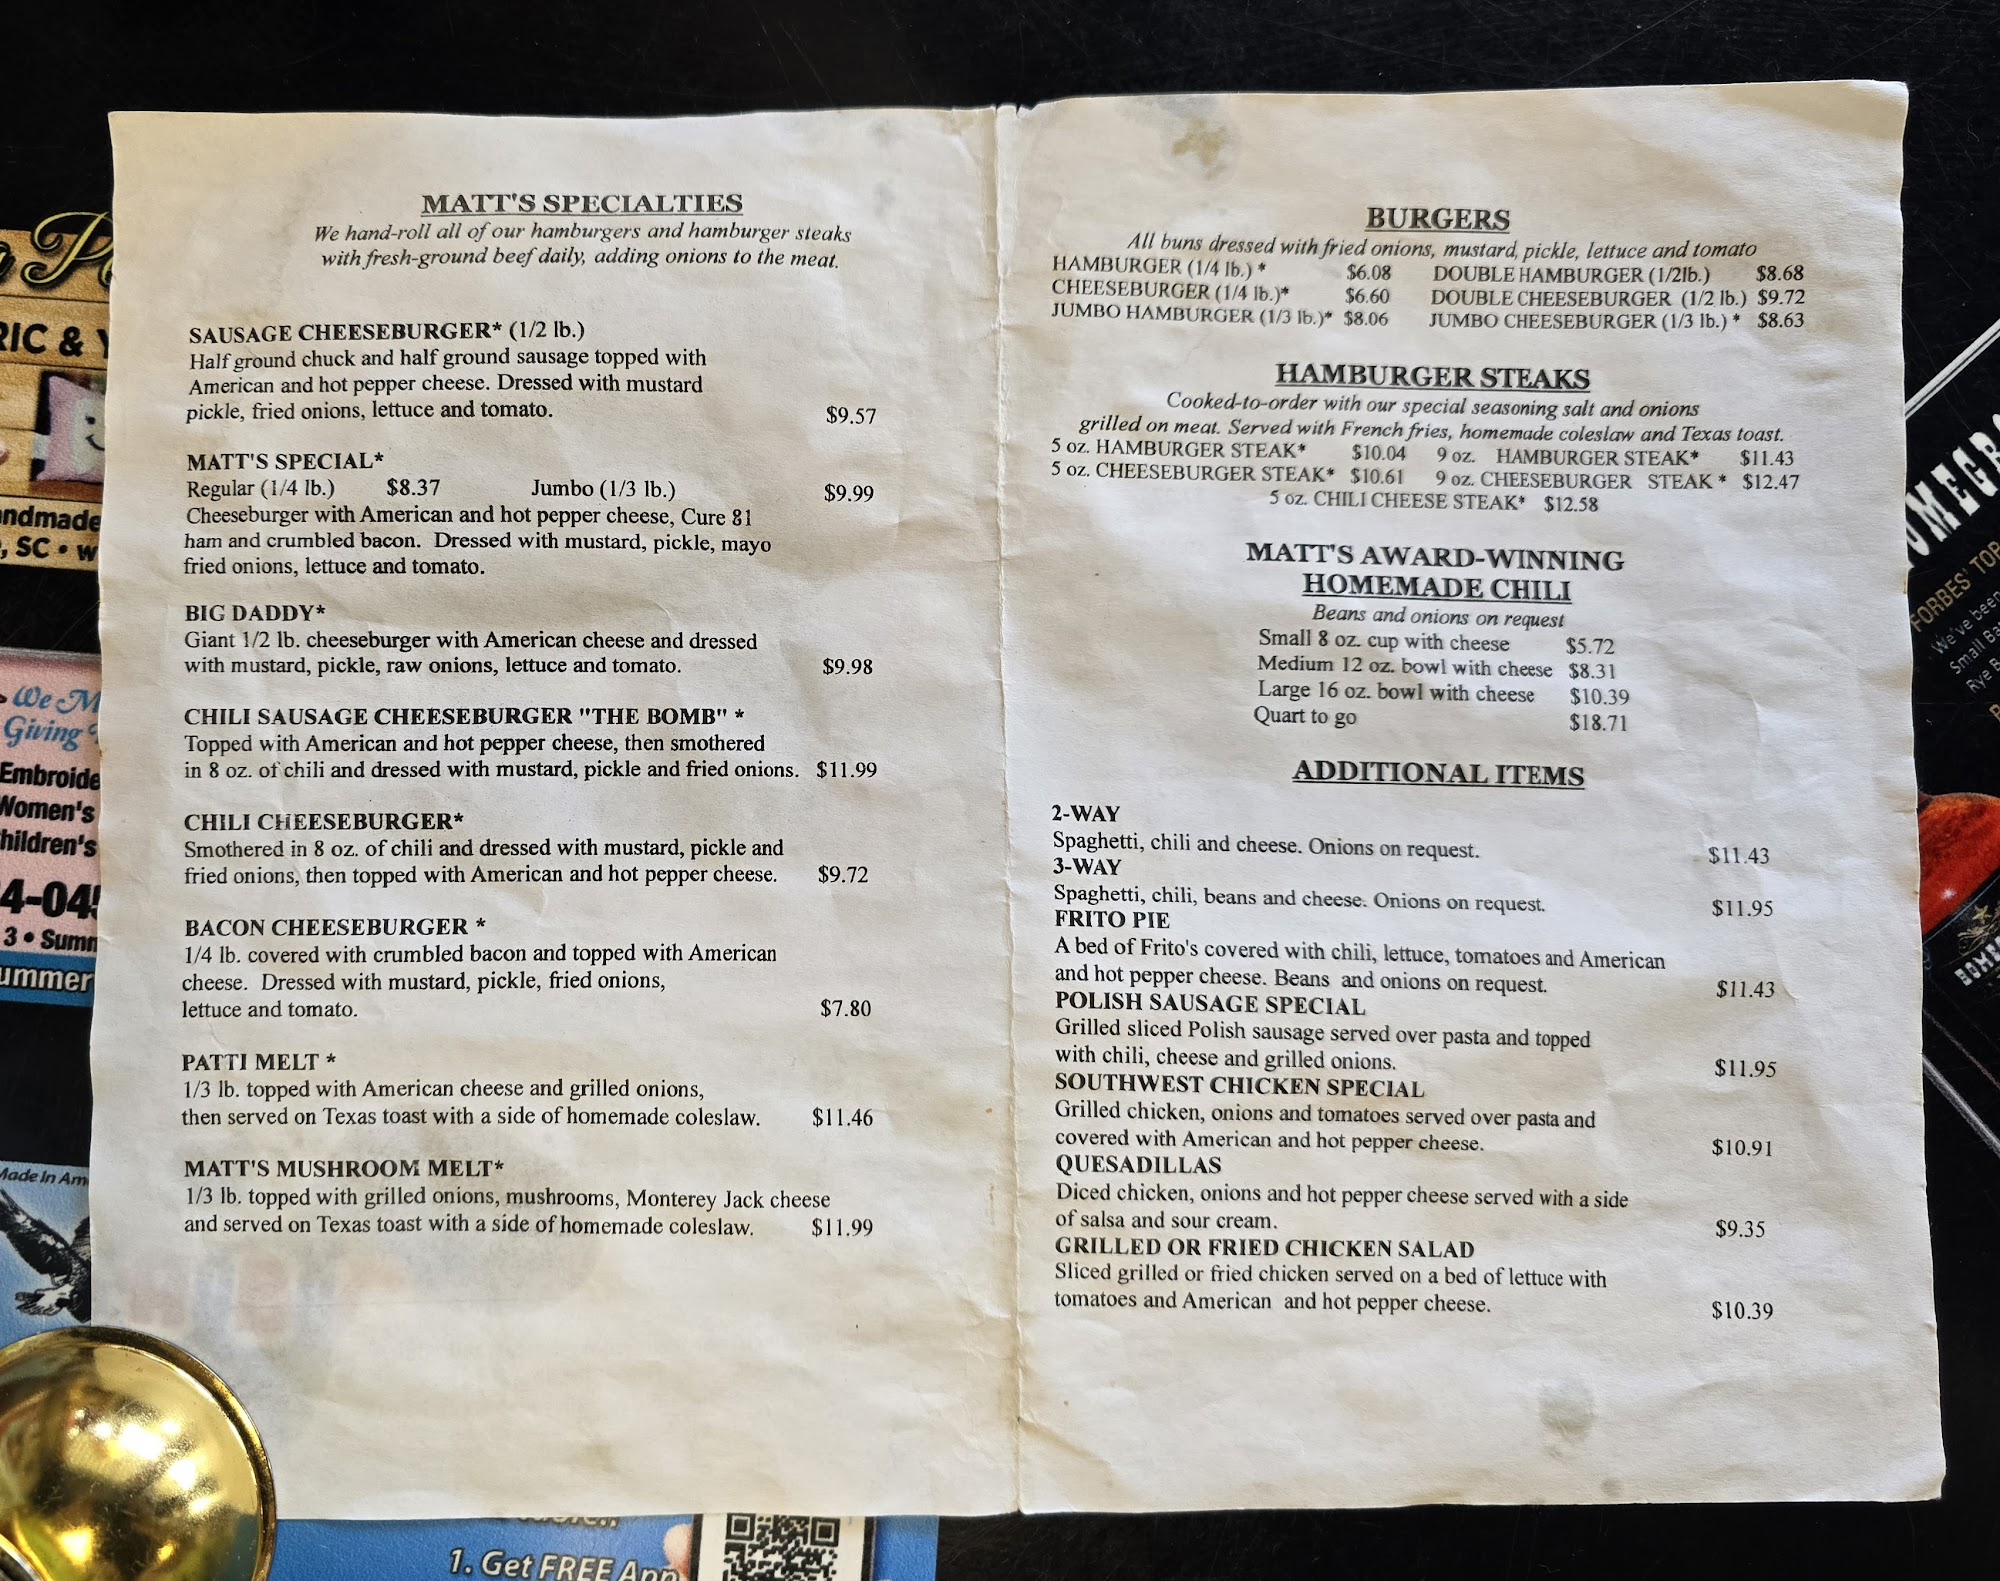 MATT'S SPECIALTIES
We hand-roll all of our hamburgers and hamburger steaks
with fresh-ground beef daily, adding onions to the meat.
SAUSAGE CHEESEBURGER* (1/2 lb.)
Half ground chuck and half ground sausage topped with
American and hot pepper cheese. Dressed with mustard
pickle, fried onions, lettuce and tomato. $9.57
MATT'S SPECIAL*
Regular (1/4 lb.) $8.37 Jumbo (1/3 lb.) $9.99
Cheeseburger with American and hot pepper cheese, Cure 81
ham and crumbled bacon. Dressed with mustard, pickle, mayo
fried onions, lettuce and tomato.
BIG DADDY*
Giant 1/2 lb. cheeseburger with American cheese and dressed
with mustard, pickle, raw onions, lettuce and tomato. $9.98
CHILI SAUSAGE CHEESEBURGER "THE BOMB" *
Topped with American and hot pepper cheese, then smothered
in 8 oz. of chili and dressed with mustard, pickle and fried onions. $11.99
CHILI CHEESEBURGER*
Smothered in 8 oz. of chili and dressed with mustard, pickle and
fried onions, then topped with American and hot pepper cheese. $9.72
BACON CHEESEBURGER *
1/4 lb. covered with crumbled bacon and topped with American
cheese. Dressed with mustard, pickle, fried onions,
lettuce and tomato. $7.80
PATTI MELT *
1/3 lb. topped with American cheese and grilled onions,
then served on Texas toast with a side of homemade coleslaw. $11.46
MATT'S MUSHROOM MELT*
1/3 lb. topped with grilled onions, mushrooms, Monterey Jack cheese
and served on Texas toast with a side of homemade coleslaw. $11.99
BURGERS
All buns dressed with fried onions, mustard, pickle, lettuce and tomato
HAMBURGER (1/4 lb.) * $6.08 DOUBLE HAMBURGER (1/2lb.) $8.68
CHEESEBURGER (1/4 lb.)* $6.60 DOUBLE CHEESEBURGER (1/2 lb.) $9.72
JUMBO HAMBURGER (1/3 lb.)* $8.06 JUMBO CHEESEBURGER (1/3 lb.) * $8.63
HAMBURGER STEAKS
Cooked-to-order with our special seasoning salt and onions
grilled on meat. Served with French fries, homemade coleslaw and Texas toast.
5 oz. HAMBURGER STEAK* $10.04 9 oz. HAMBURGER STEAK* $11.43
5 oz. CHEESEBURGER STEAK* $10.61 9 oz. CHEESEBURGER STEAK * $12.47
5 oz. CHILI CHEESE STEAK* $12.58
MATT'S AWARD-WINNING
HOMEMADE CHILI
Beans and onions on request
Small 8 oz. cup with cheese $5.72
Medium 12 oz. bowl with cheese $8.31
Large 16 oz. bowl with cheese $10.39
Quart to go $18.71
ADDITIONAL ITEMS
2-WAY
Spaghetti, chili and cheese. Onions on request. $11.43
3-WAY
Spaghetti, chili, beans and cheese. Onions on request. $11.95
FRITO PIE
A bed of Frito's covered with chili, lettuce, tomatoes and American
and hot pepper cheese. Beans and onions on request. $11.43
POLISH SAUSAGE SPECIAL
Grilled sliced Polish sausage served over pasta and topped
with chili, cheese and grilled onions. $11.95
SOUTHWEST CHICKEN SPECIAL
Grilled chicken, onions and tomatoes served over pasta and
covered with American and hot pepper cheese. $10.91
QUESADILLAS
Diced chicken, onions and hot pepper cheese served with a side
of salsa and sour cream. $9.35
GRILLED OR FRIED CHICKEN SALAD
Sliced grilled or fried chicken served on a bed of lettuce with
tomatoes and American and hot pepper cheese. $10.39
RIC &
ndmade
, SC • w
We M
Giving
Embroide
Women's
hildren's
4-04
3 • Summ
ummer
Made In Am
1. Get FREE App
FORBES' TOP
We've been
Small Ba
Rye B